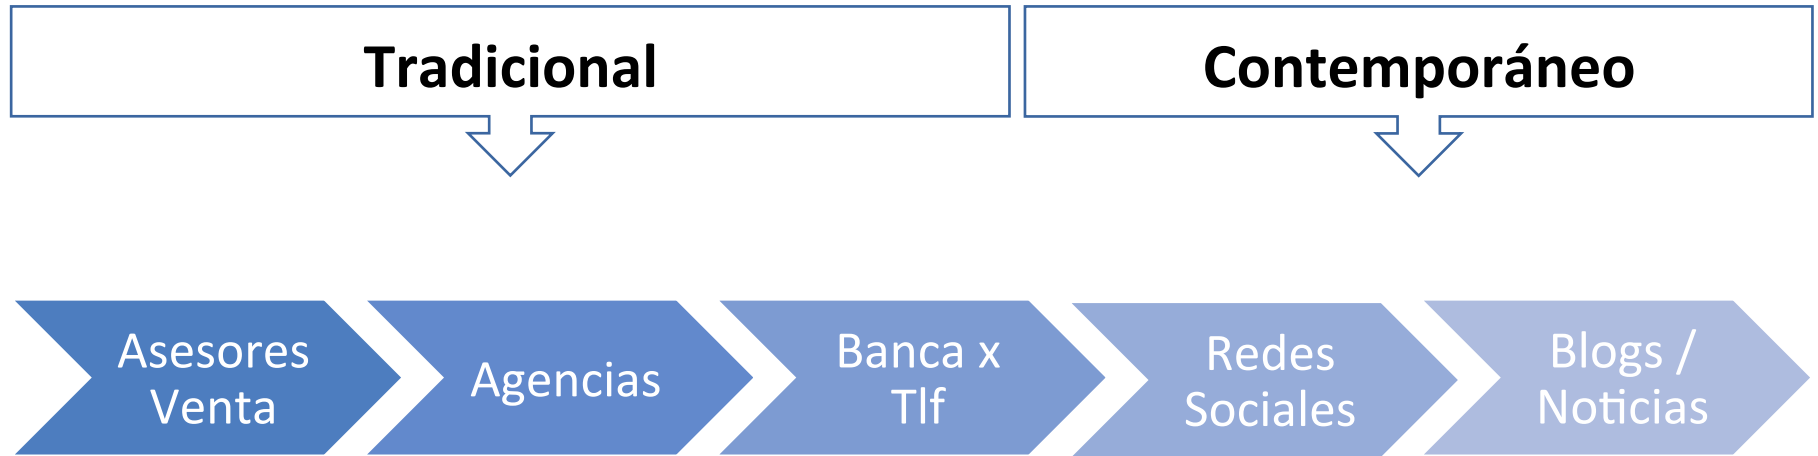 Tradicional
Contemporáneo
Asesores
Venta
Agencias
Banca x
Tlf
Redes
Sociales
Blogs /
Noticias